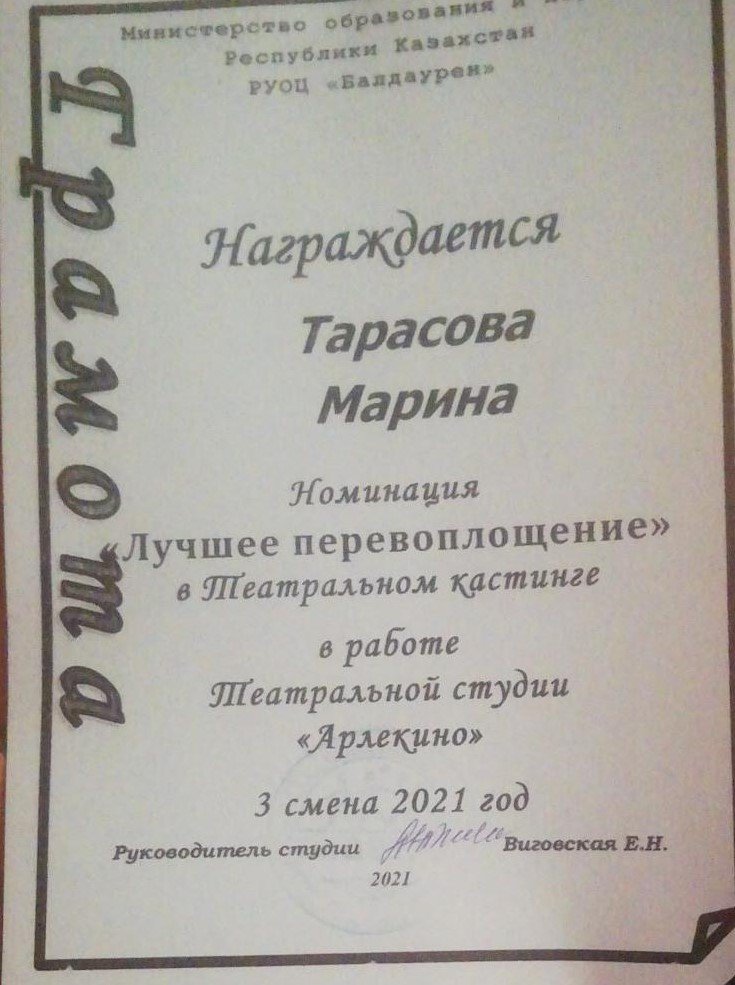 Министерство образования и
Республики Казахстан
РУОЦ «Балдаурен»
Грамота
Награждается
Тарасова
Марина
Номинация
«Лучшее перевоплощение»
в Театральном кастинге
в работе
Театральной студии
«Арлекино»
3 смена 2021 год
Руководитель студии Виговская Е.Н.
2021